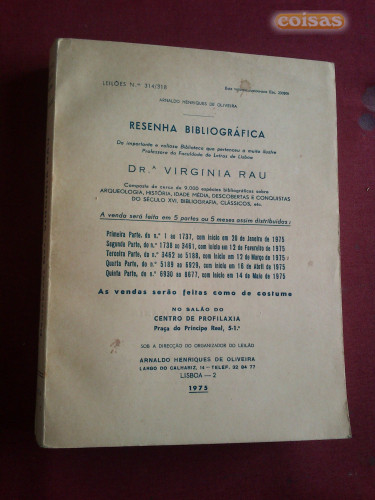 coisas
LEILÕES N.os 314/318
ARNALDO HENRIQUES DE OLIVEIRA
RESENHA BIBLIOGRÁFICA
Da importante e valiosa Biblioteca que pertenceu à muito ilustre
Professora da Faculdade de Letras de Lisboa
DR.ª VIRGINIA RAU
Composta de cerca de 9.000 espécies bibliográficas sobre
ARQUEOLOGIA, HISTÓRIA, IDADE MÉDIA, DESCOBERTAS E CONQUISTAS
DO SÉCULO XVI, BIBLIOGRAFIA, CLÁSSICOS, etc.
A venda será feita em 5 partes ou 5 meses assim distribuídos:
Primeira Parte, do n.º 1 ao 1737, com início em 20 de Janeiro de 1975
Segunda Parte, do 1738 ao 3461, com início em 12 de Fevereiro de 1975
Terceira Parte, do 3462 ao 5188, com início em 12 de Março de 1975:
Quarta Parte, do n.º 5189 ao 6929, com início em 16 de Abril de 1975
Quinta Parte, do n.º 6930 ao 8677, com início em 14 de Maio de 1975
As vendas serão feitas como de costume
NO SALÃO DO
CENTRO DE PROFILAXIA
Praça do Príncipe Real, 5-1.º
SOB A DIRECÇÃO DO ORGANIZADOR DO LEILÃO
ARNALDO HENRIQUES DE OLIVEIRA
LARGO DO CALHARIZ, 14 — TELEF. 32 84 77
LISBOA — 2
1975